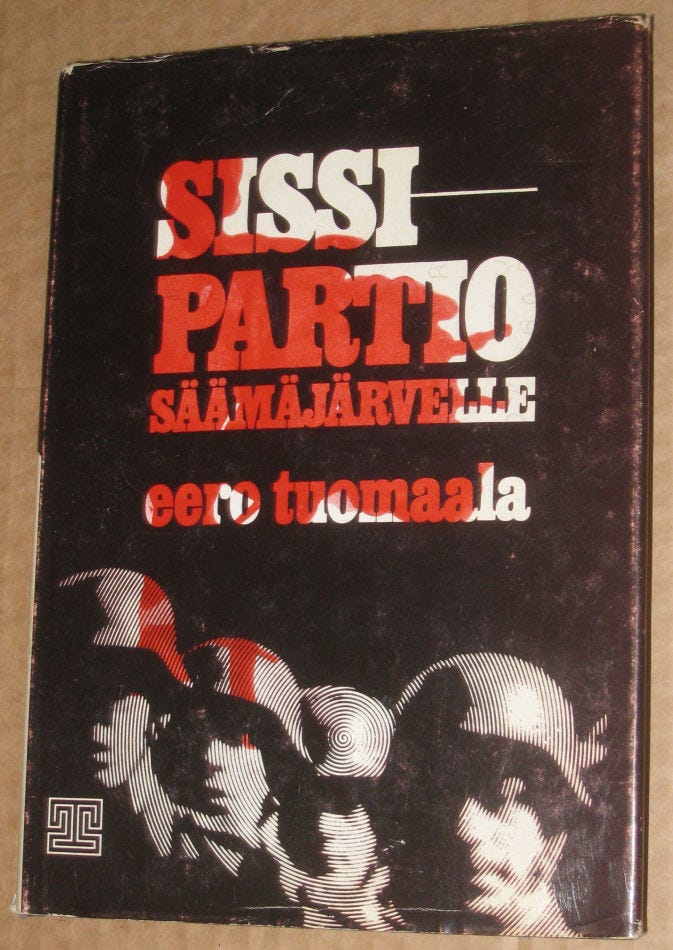 SISSI—
PARTIO
SÄÄMÄJÄRVELLE
eero tuomaala